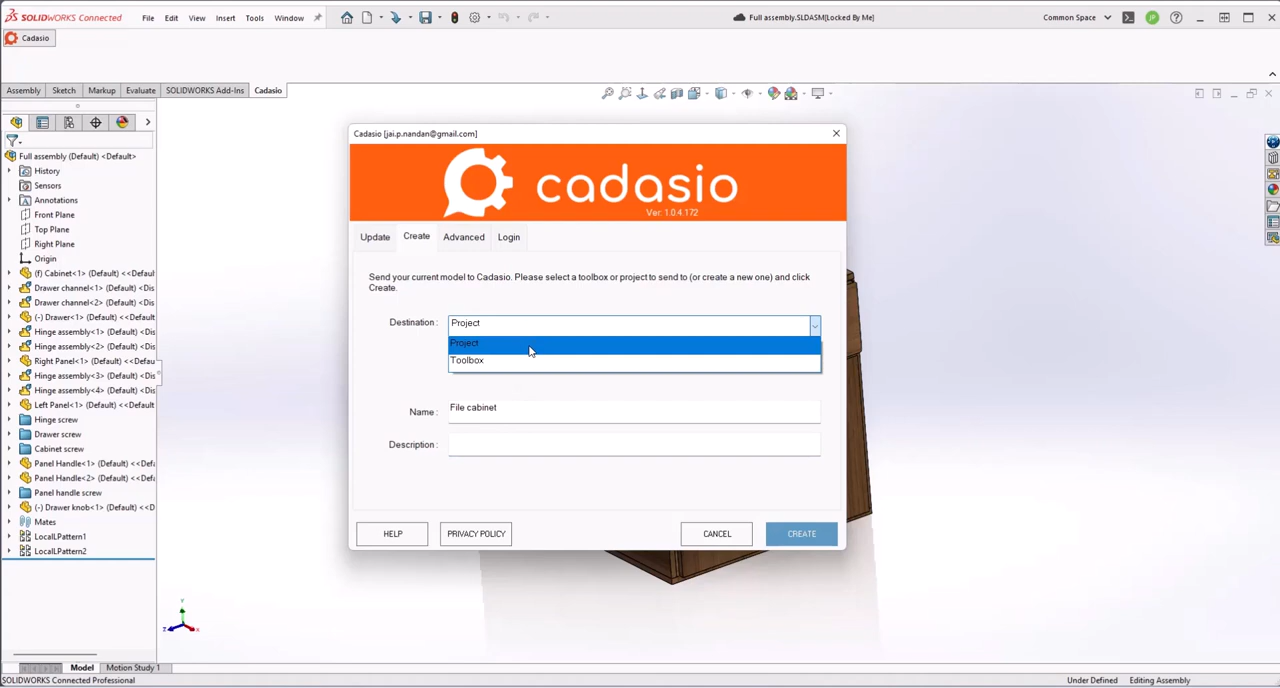 SOLIDWORKS Connected
File Edit View Insert Tools Window
Full assembly.SLDASM[Locked By Me]
Common Space
JP
Cadasio
Assembly Sketch Markup Evaluate SOLIDWORKS Add-Ins Cadasio
Full assembly (Default) <Default>
History
Sensors
Annotations
Front Plane
Top Plane
Right Plane
Origin
(f) Cabinet<1> (Default) <<Default>
Drawer channel<1> (Default) <Dis
Drawer channel<2> (Default) <Dis
(-) Drawer<1> (Default) <<Default>
Hinge assembly<1> (Default) <Dis
Hinge assembly<2> (Default) <Dis
Right Panel<1> (Default) <<Default
Hinge assembly<3> (Default) <Dis
Hinge assembly<4> (Default) <Dis
Left Panel<1> (Default) <<Default>
Hinge screw
Drawer screw
Cabinet screw
Panel Handle<1> (Default) <<Defa
Panel Handle<2> (Default) <<Defa
Panel handle screw
(-) Drawer knob<1> (Default) <<D
Mates
LocalLPattern1
LocalLPattern2
Cadasio [jai.p.nandan@gmail.com]
cadasio
Ver: 1.0.4.172
Update Create Advanced Login
Send your current model to Cadasio. Please select a toolbox or project to send to (or create a new one) and click
Create.
Destination : Project
Project
Toolbox
Name : File cabinet
Description :
HELP PRIVACY POLICY CANCEL CREATE
Y
Z X
Model Motion Study 1
SOLIDWORKS Connected Professional
Under Defined Editing Assembly